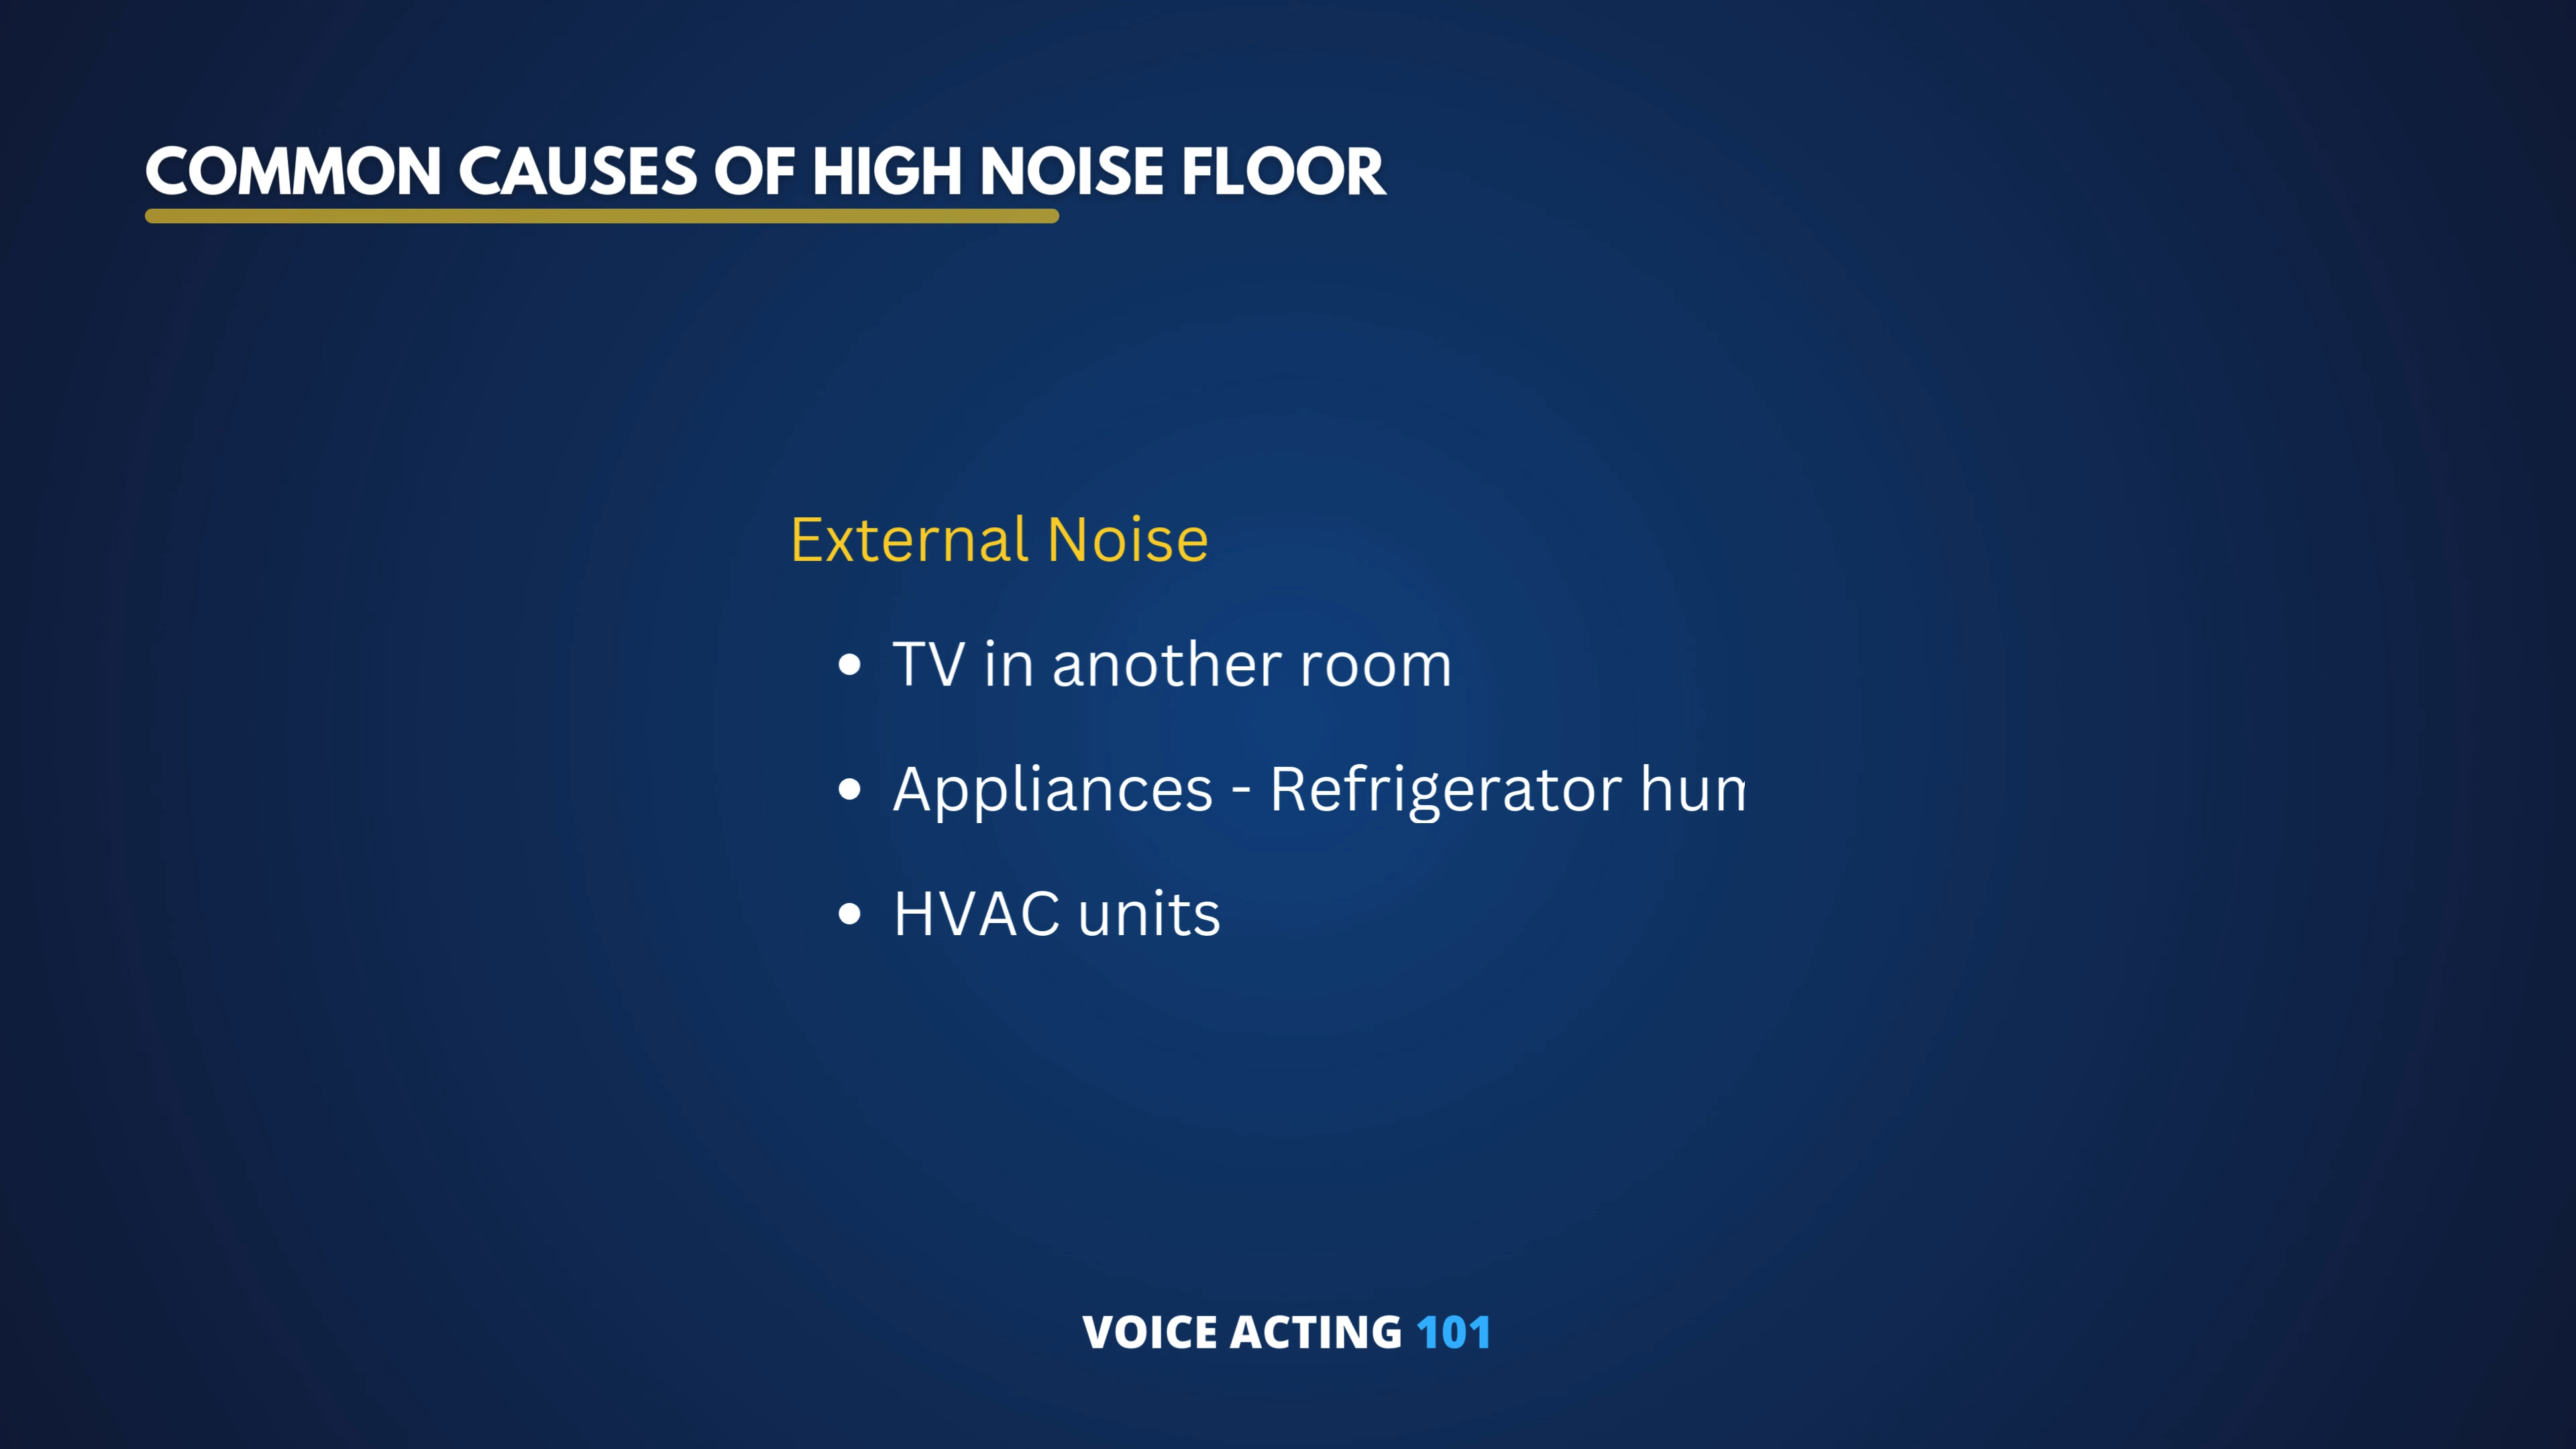 COMMON CAUSES OF HIGH NOISE FLOOR
External Noise
• TV in another room
• Appliances - Refrigerator
• HVAC units
VOICE ACTING 101